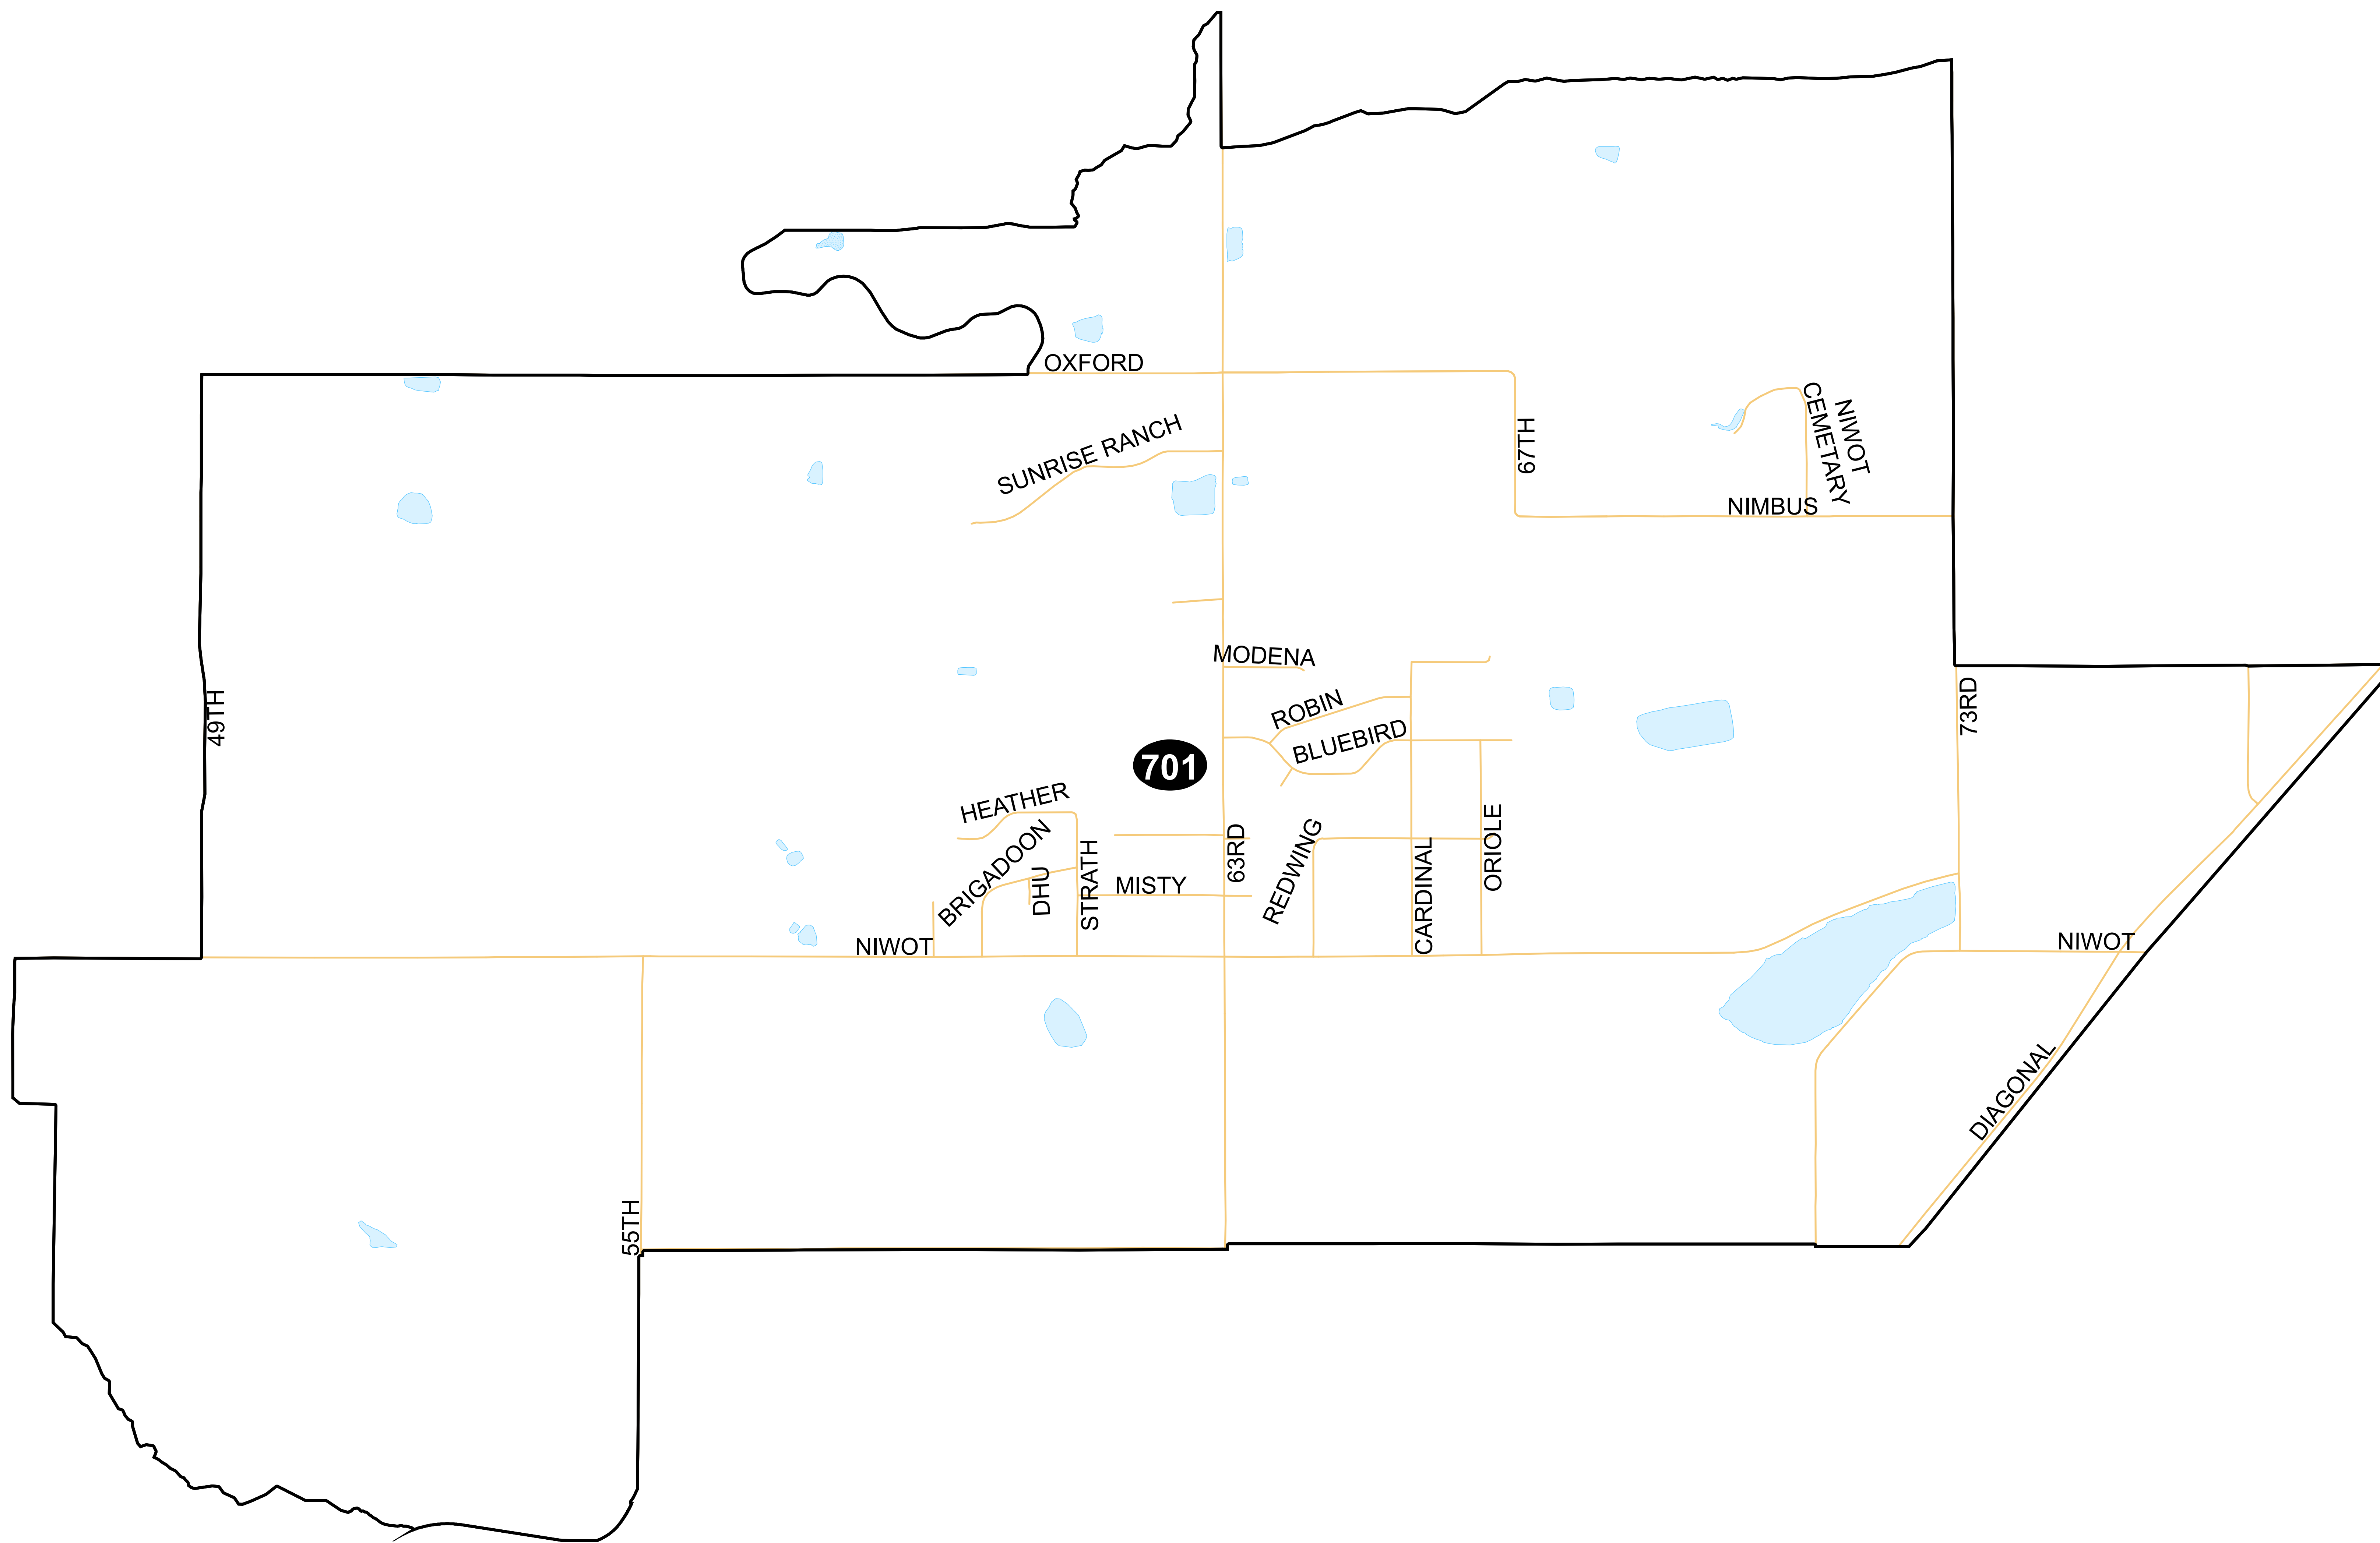 OXFORD
SUNRISE RANCH
67TH
NIWOT
CEMETARY
NIMBUS
MODENA
49TH
ROBIN
73RD
BLUEBIRD
701
HEATHER
BRIGADOON
DHU
STRATH
MISTY
63RD
REDWING
CARDINAL
ORIOLE
NIWOT
NIWOT
DIAGONAL
55TH